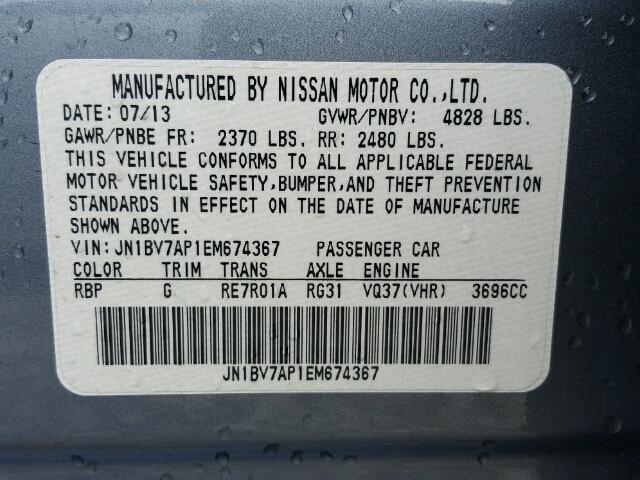 MANUFACTURED BY NISSAN MOTOR CO.,LTD.
DATE: 07/13 GVWR/PNBV: 4828 LBS.
GAWR/PNBE FR: 2370 LBS. RR: 2480 LBS.
THIS VEHICLE CONFORMS TO ALL APPLICABLE FEDERAL
MOTOR VEHICLE SAFETY,BUMPER,AND THEFT PREVENTION
STANDARDS IN EFFECT ON THE DATE OF MANUFACTURE
SHOWN ABOVE.
VIN:JN1BV7AP1EM674367 PASSENGER CAR
COLOR TRIM TRANS AXLE ENGINE
RBP G RE7R01A RG31 VQ37(VHR) 3696CC
JN1BV7AP1EM674367